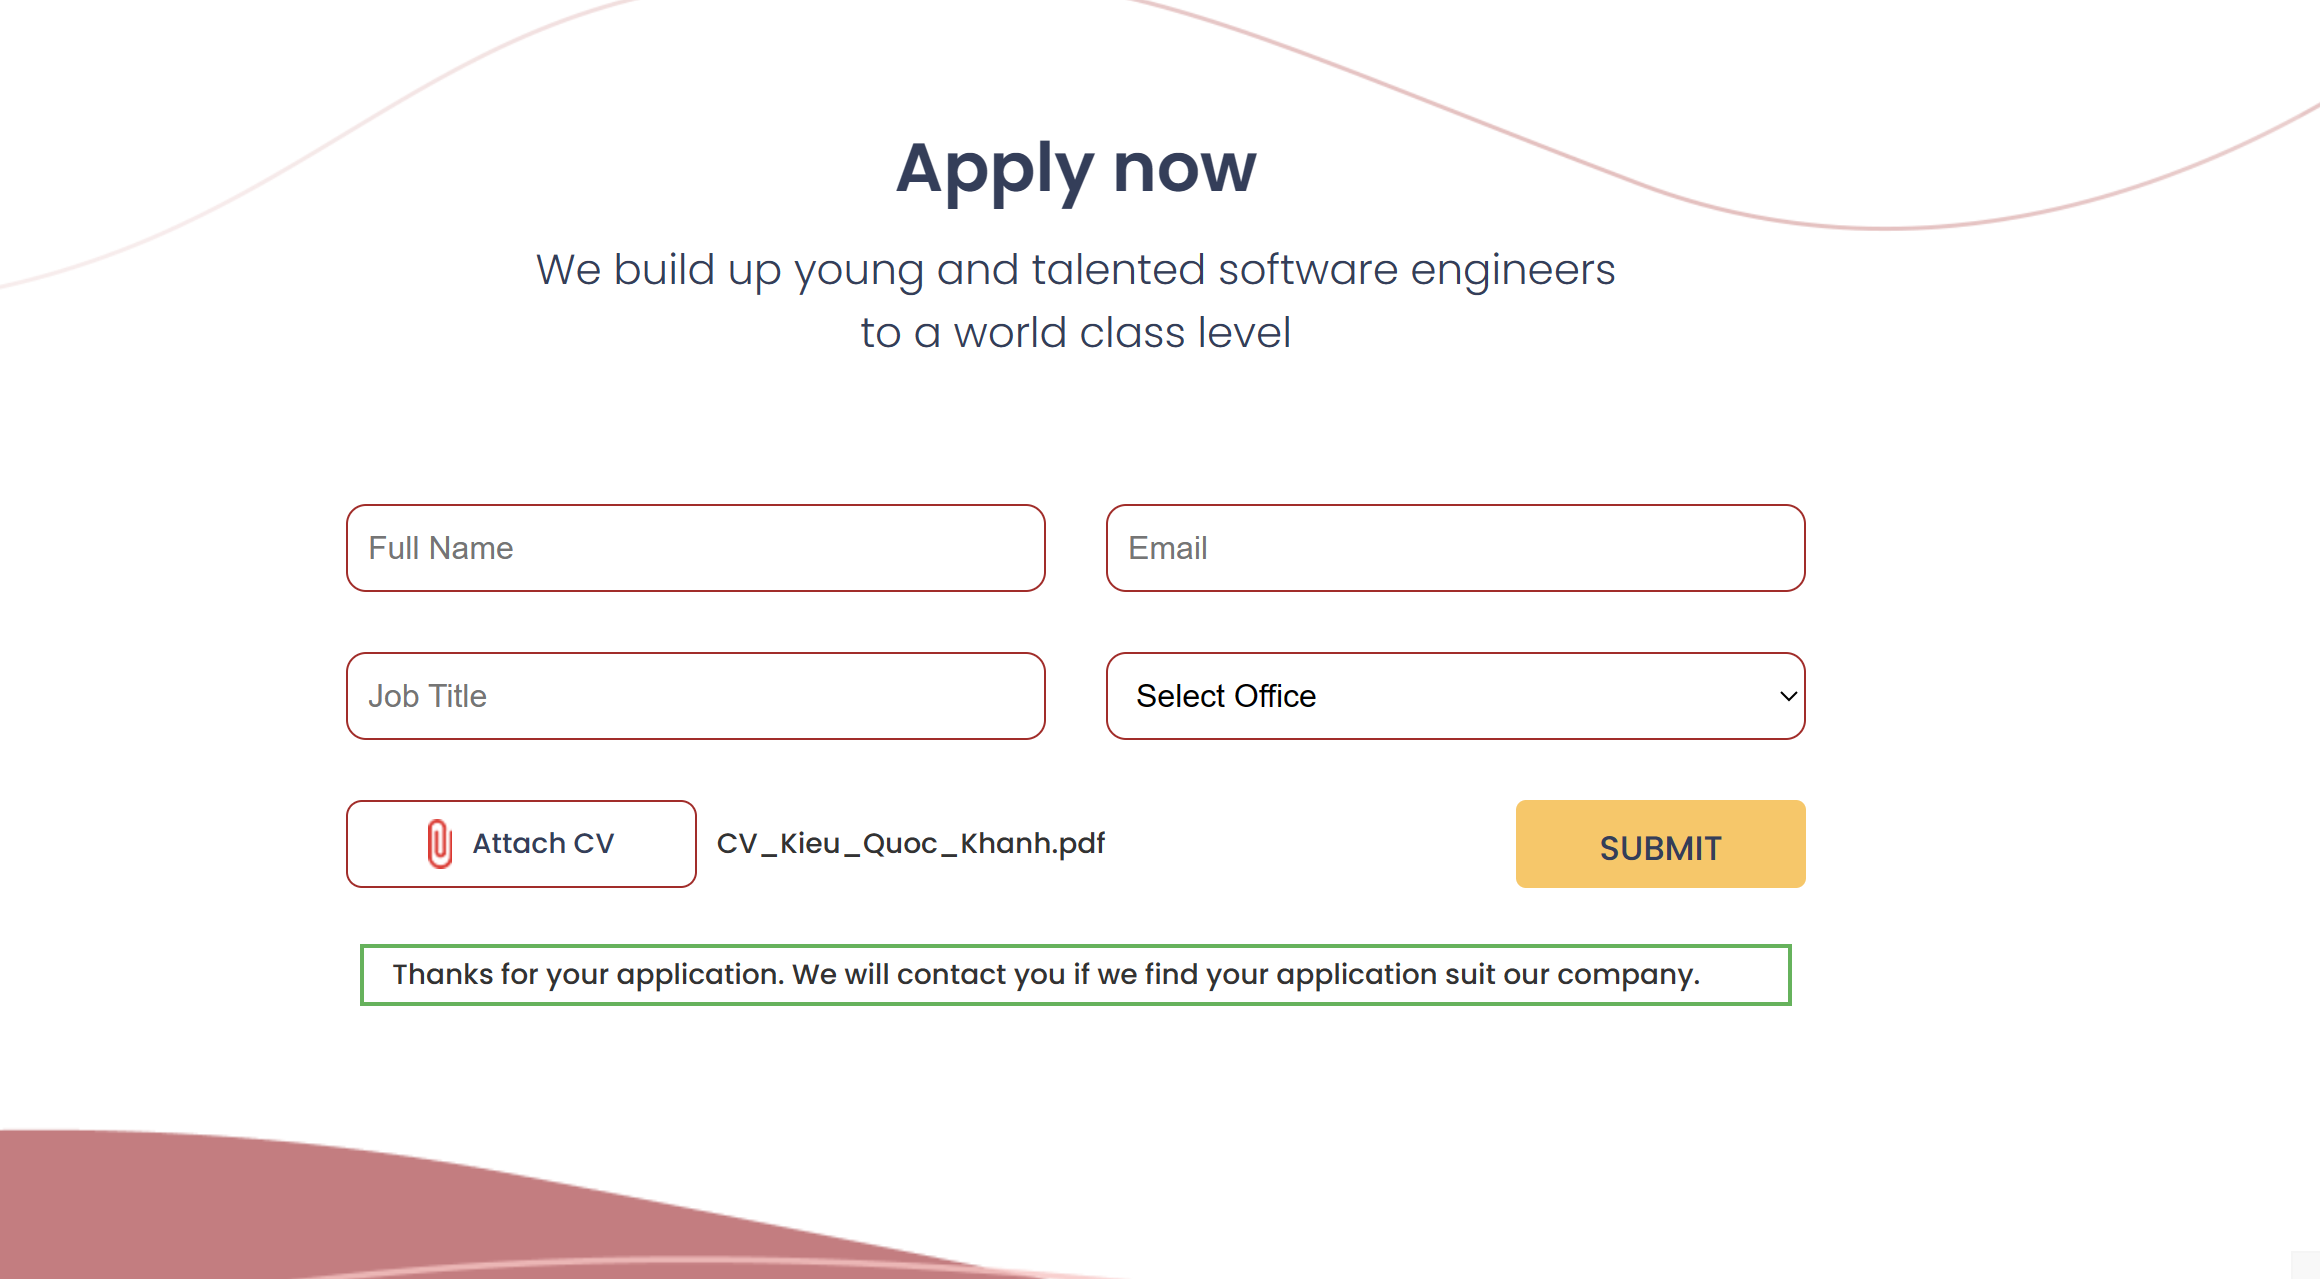 Apply now
We build up young and talented software engineers
to a world class level
Full Name
Email
Job Title
Select Office
Attach CV
CV_Kieu_Quoc_Khanh.pdf
SUBMIT
Thanks for your application. We will contact you if we find your application suit our company.